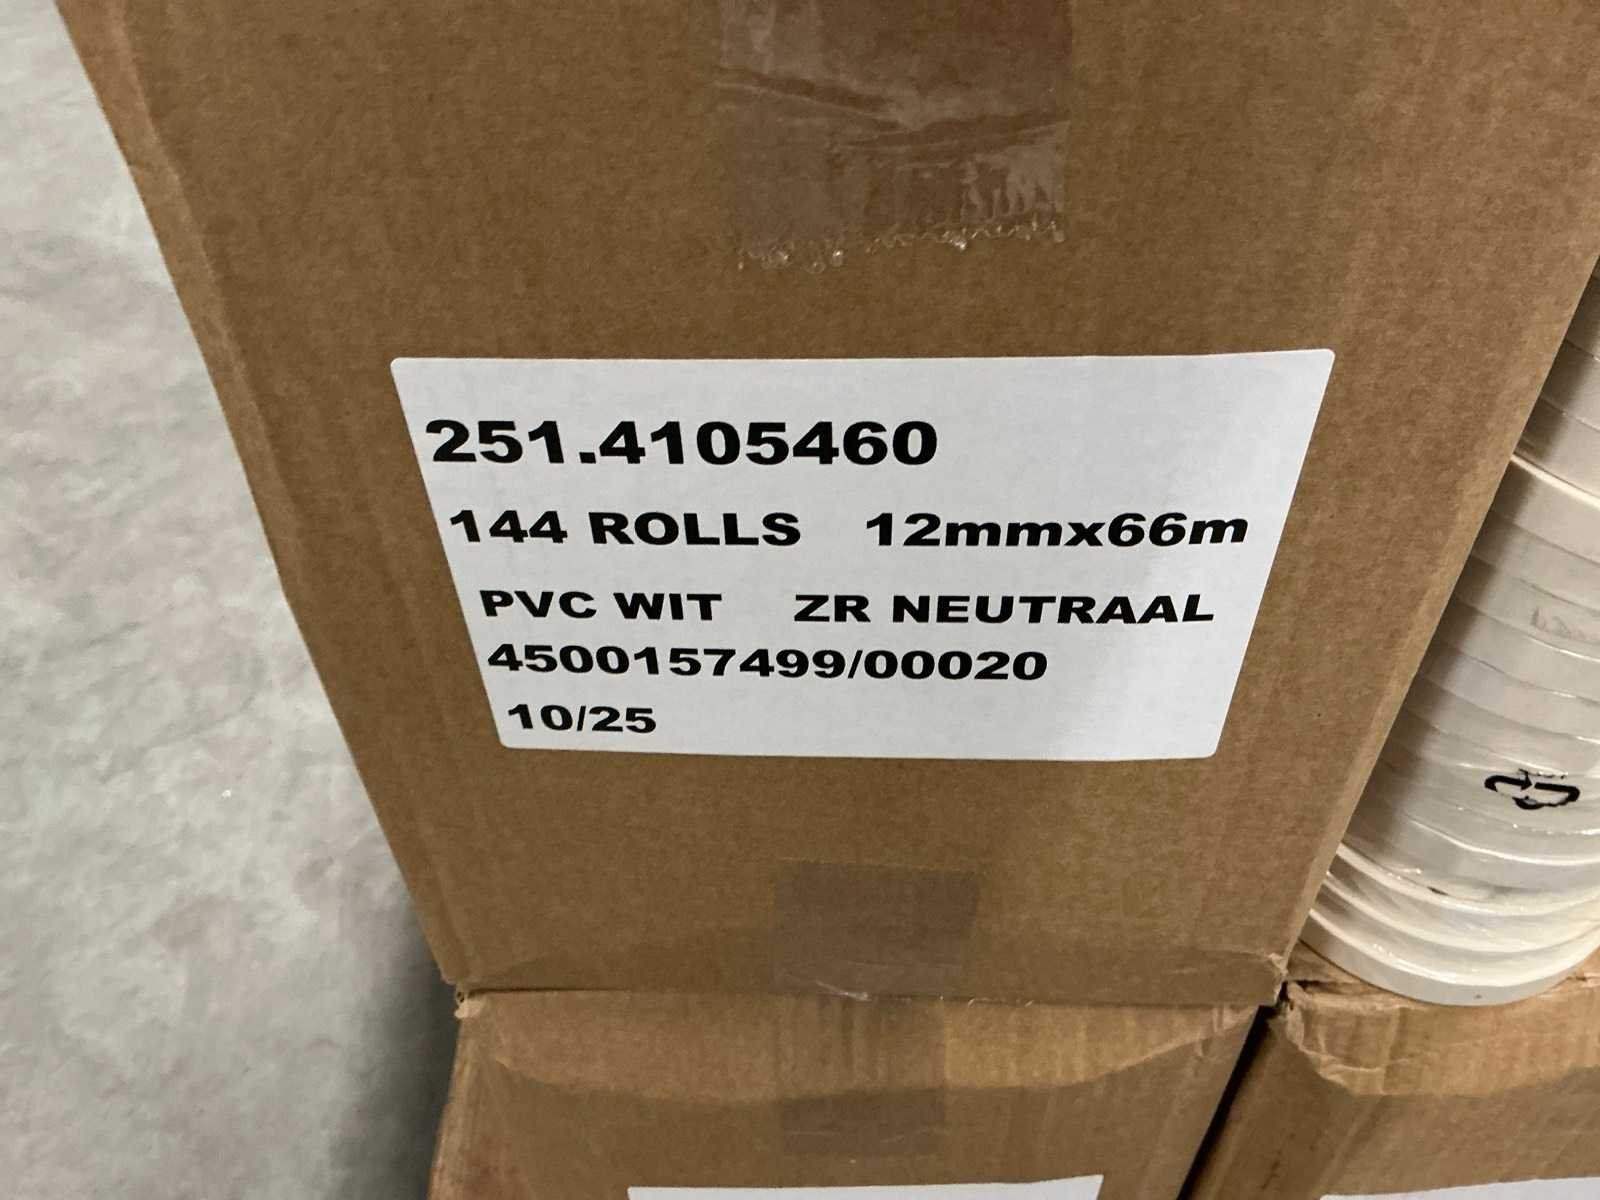 251.4105460
144 ROLLS 12mmx66m
PVC WIT ZR NEUTRAAL
4500157499/00020
10/25